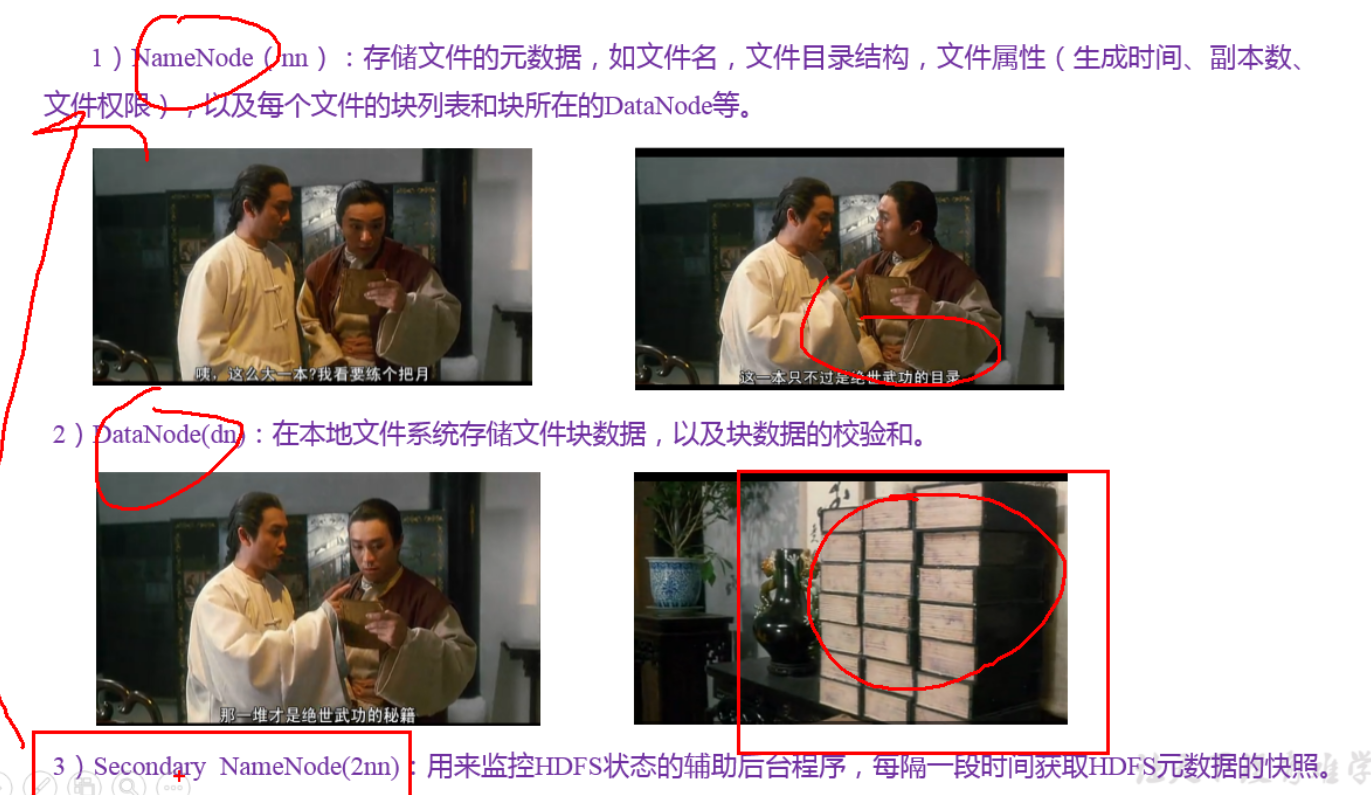 1）NameNode（nn）：存储文件的元数据，如文件名，文件目录结构，文件属性（生成时间、副本数、
文件权限），以及每个文件的块列表和块所在的DataNode等。
咦，这么大一本?我看要练个把月
这一本只不过是绝世武功的目录
2）DataNode(dn)：在本地文件系统存储文件块数据，以及块数据的校验和。
那一堆才是绝世武功的秘籍
3）Secondary NameNode(2nn)：用来监控HDFS状态的辅助后台程序，每隔一段时间获取HDFS元数据的快照。